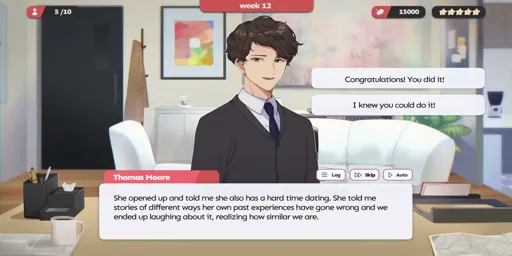 week 12
5 /10
15000
Congratulations! You did it!
I knew you could do it!
Log
Skip
Auto
Thomas Moore
She opened up and told me she also has a hard time dating. She told me
stories of different ways her own past experiences have gone wrong and we
ended up laughing about it, realizing how similar we are.